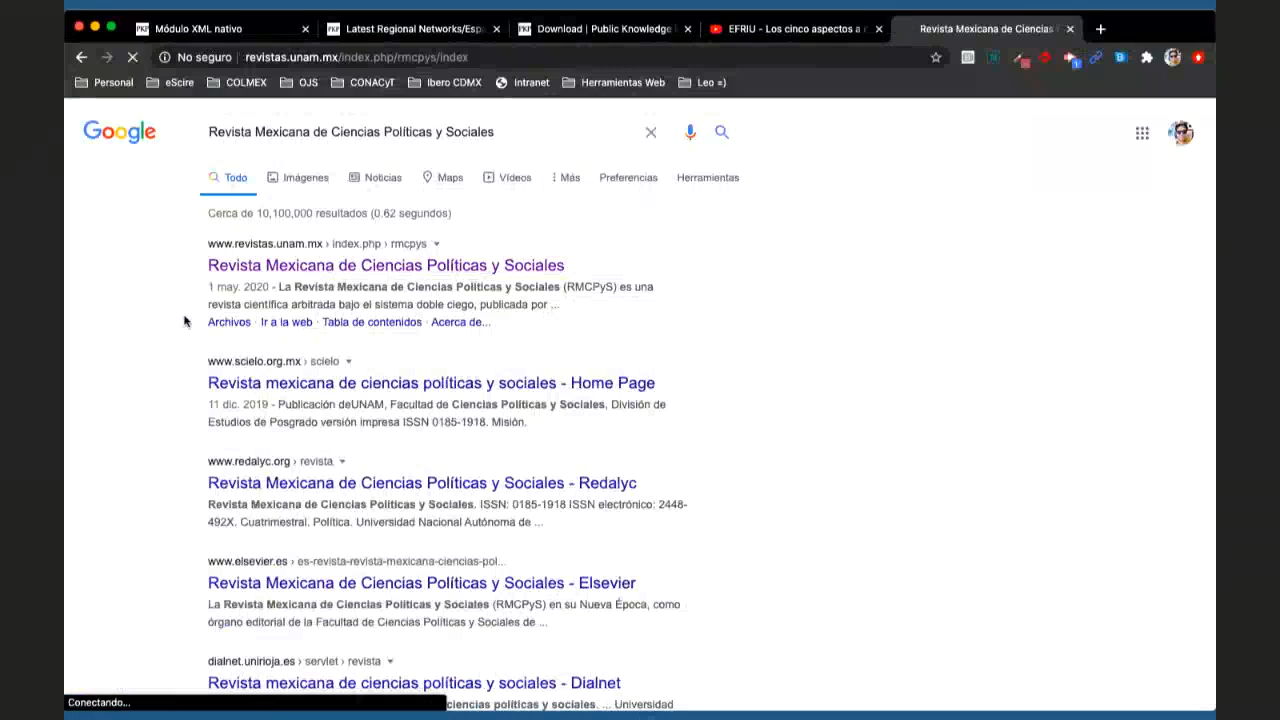 Módulo XML nativo
Latest Regional Networks/Esp
Download | Public Knowledge
EFRIU - Los cinco aspectos a
Revista Mexicana de Ciencias
No seguro
revistas.unam.mx/index.php/rmcpys/index
Personal
eScire
COLMEX
OJS
CONACyT
Ibero CDMX
Intranet
Herramientas Web
Leo =)
Google
Revista Mexicana de Ciencias Políticas y Sociales
Todo
Imágenes
Noticias
Maps
Vídeos
Más
Preferencias
Herramientas
Cerca de 10,100,000 resultados (0.62 segundos)
www.revistas.unam.mx › index.php › rmcpys
Revista Mexicana de Ciencias Políticas y Sociales
1 may. 2020 - La Revista Mexicana de Ciencias Políticas y Sociales (RMCPyS) es una
revista científica arbitrada bajo el sistema doble ciego, publicada por ...
Archivos · Ir a la web · Tabla de contenidos · Acerca de...
www.scielo.org.mx › scielo
Revista mexicana de ciencias políticas y sociales - Home Page
11 dic. 2019 - Publicación deUNAM, Facultad de Ciencias Políticas y Sociales, División de
Estudios de Posgrado versión impresa ISSN 0185-1918. Misión.
www.redalyc.org › revista
Revista Mexicana de Ciencias Políticas y Sociales - Redalyc
Revista Mexicana de Ciencias Políticas y Sociales. ISSN: 0185-1918 ISSN electrónico: 2448-
492X. Cuatrimestral. Política. Universidad Nacional Autónoma de ...
www.elsevier.es › es-revista-revista-mexicana-ciencias-pol...
Revista Mexicana de Ciencias Políticas y Sociales - Elsevier
La Revista Mexicana de Ciencias Políticas y Sociales (RMCPyS) en su Nueva Época, como
órgano editorial de la Facultad de Ciencias Políticas y Sociales de ...
dialnet.unirioja.es › servlet › revista
Revista mexicana de ciencias políticas y sociales - Dialnet
Conectando...
ciencias políticas y sociales. ... Universidad